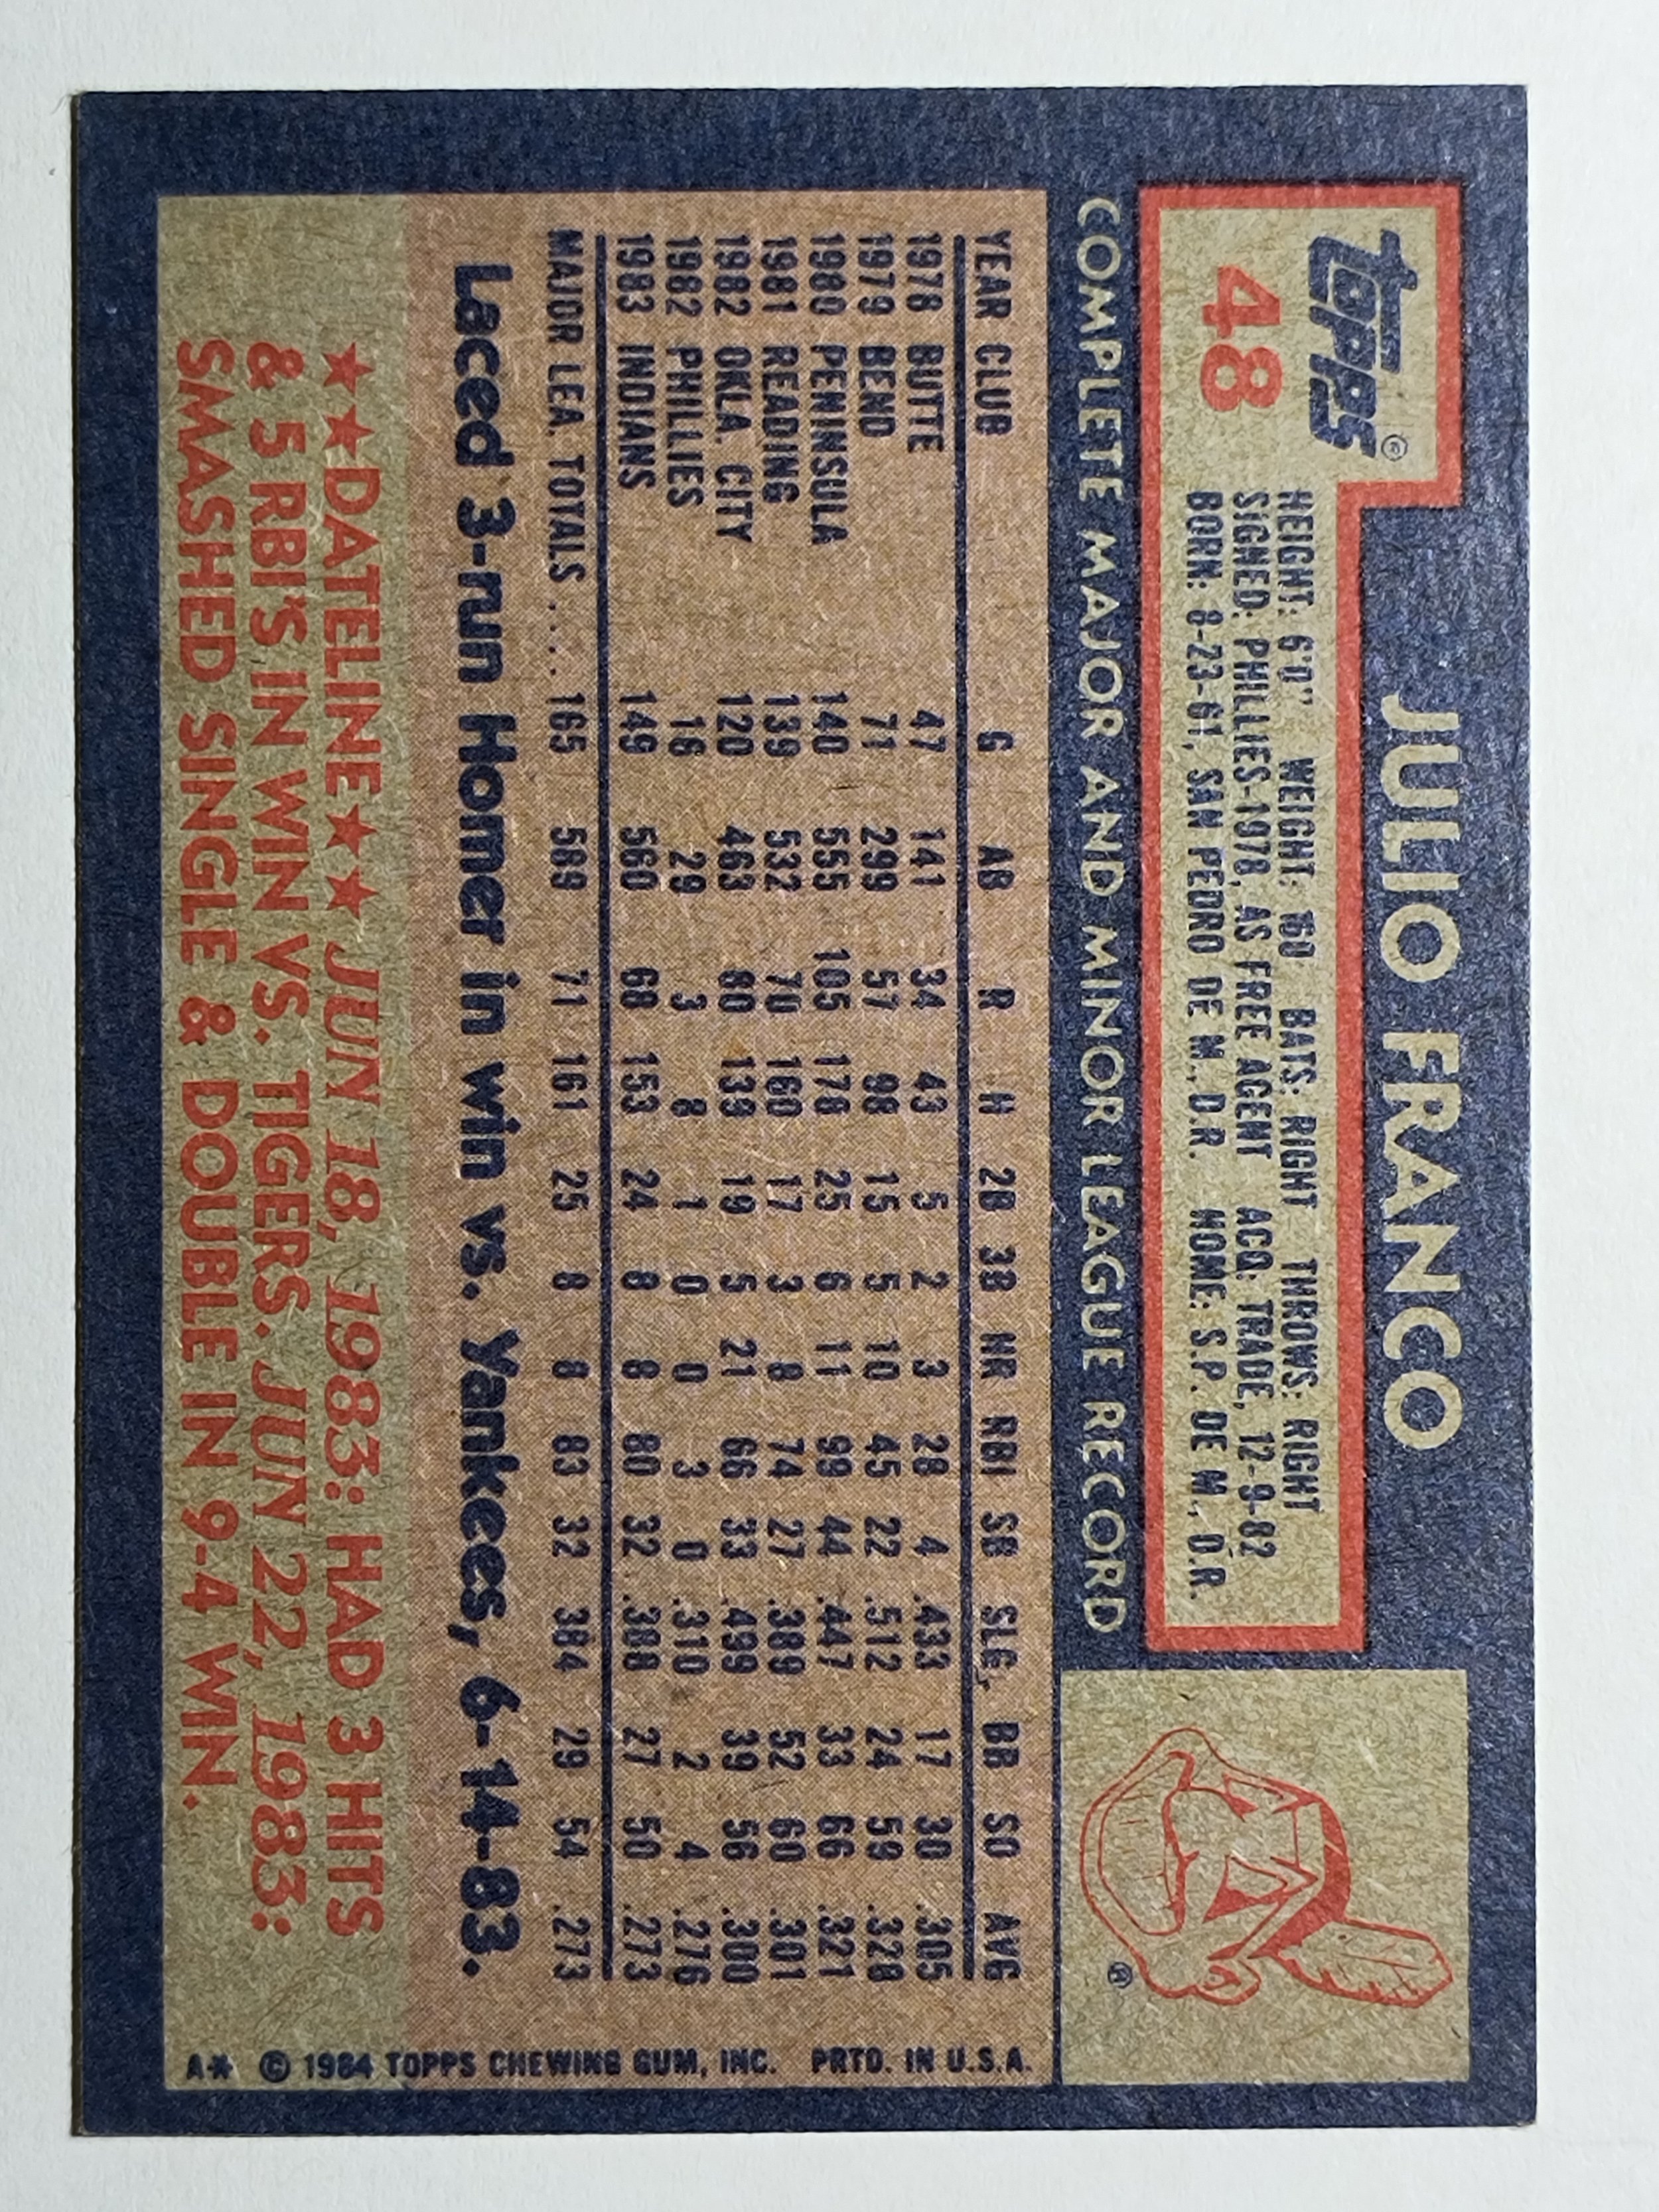 TOPPS ©
48
JULIO FRANCO
HEIGHT: 6'0" WEIGHT: 160 BATS: RIGHT THROWS: RIGHT
SIGNED: PHILLIES-1978, AS FREE AGENT ACQ: TRADE, 12-9-82
BORN: 8-23-61, SAN PEDRO DE M., D.R. HOME: S.P. DE M., D.R.
COMPLETE MAJOR AND MINOR LEAGUE RECORD
®
YEAR CLUB G AB R H 2B 3B HR RBI SB SLG. BB SO AVG
1978 BUTTE 47 141 34 43 5 2 3 28 4 .433 17 30 .305
1979 BEND 71 299 57 98 15 5 10 45 22 .512 24 59 .328
1980 PENINSULA 140 555 105 178 25 6 11 99 44 .447 33 66 .321
1981 READING 139 532 70 160 17 3 8 74 27 .389 52 60 .301
1982 OKLA. CITY 120 463 80 139 19 5 21 66 33 .499 39 56 .300
1982 PHILLIES 16 29 3 8 1 0 0 3 0 .310 2 4 .276
1983 INDIANS 149 560 68 153 24 8 8 80 32 .388 27 50 .273
MAJOR LEA. TOTALS .... 165 589 71 161 25 8 8 83 32 .384 29 54 .273
Laced 3-run Homer in win vs. Yankees, 6-14-83.
★★DATELINE★★ JUN 18, 1983: HAD 3 HITS
& 5 RBI'S IN WIN VS. TIGERS. JUN 22, 1983:
SMASHED SINGLE & DOUBLE IN 9-4 WIN.
A* © 1984 TOPPS CHEWING GUM, INC. PRTD. IN U.S.A.